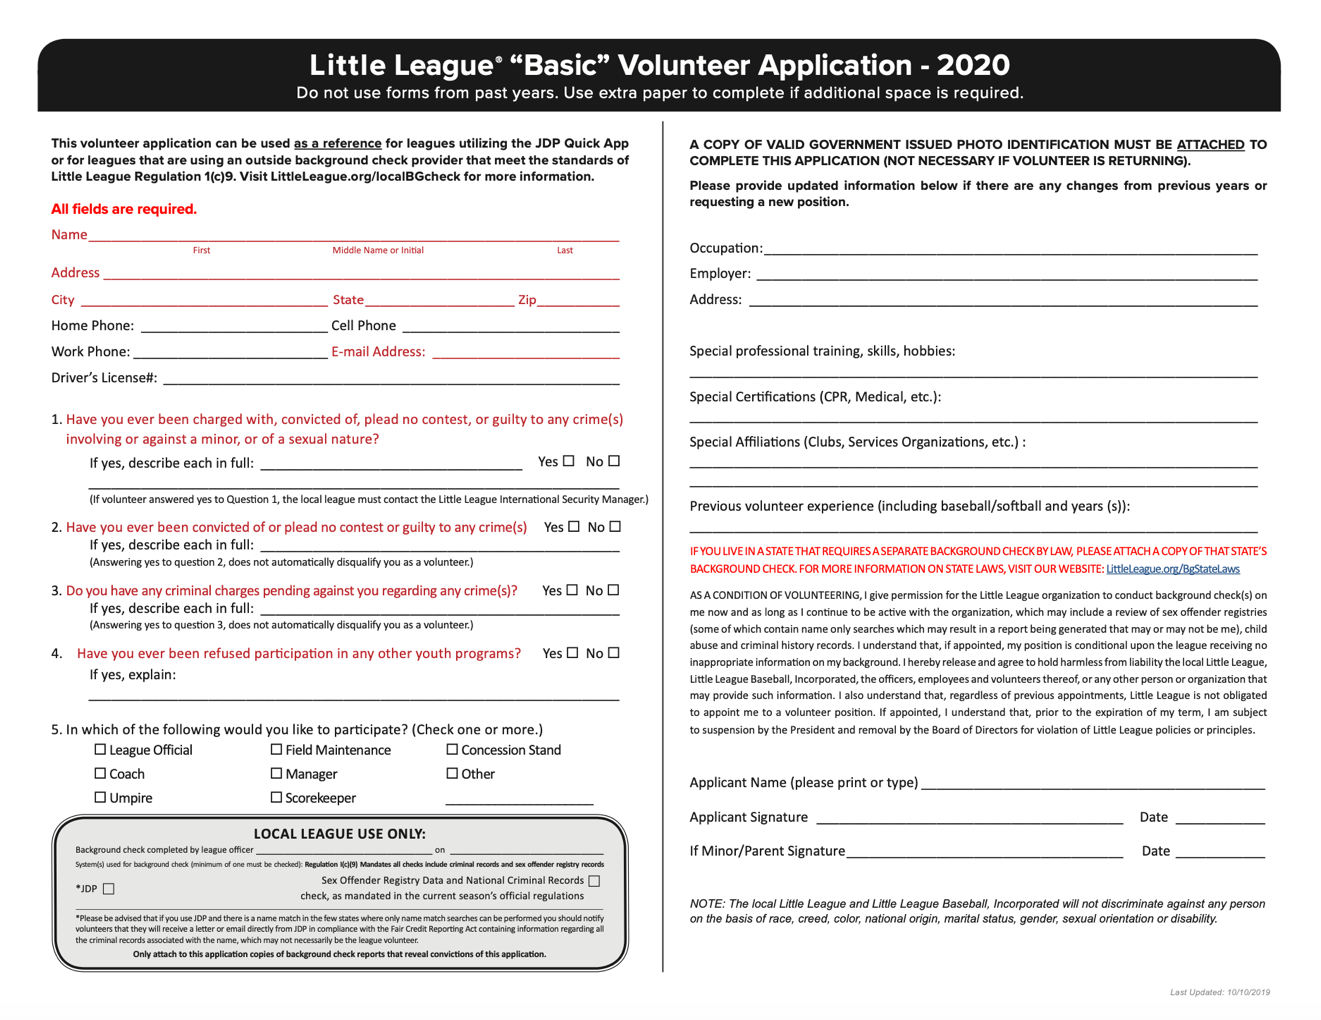 Little League® “Basic” Volunteer Application - 2020
Do not use forms from past years. Use extra paper to complete if additional space is required.
This volunteer application can be used as a reference for leagues utilizing the JDP Quick App
or for leagues that are using an outside background check provider that meet the standards of
Little League Regulation 1(c)9. Visit LittleLeague.org/localBGcheck for more information.
All fields are required.
Name
First Middle Name or Initial Last
Address
City State Zip
Home Phone: Cell Phone
Work Phone: E-mail Address:
Driver’s License#:
1. Have you ever been charged with, convicted of, plead no contest, or guilty to any crime(s)
involving or against a minor, or of a sexual nature?
If yes, describe each in full: Yes ☐ No ☐
(If volunteer answered yes to Question 1, the local league must contact the Little League International Security Manager.)
2. Have you ever been convicted of or plead no contest or guilty to any crime(s) Yes ☐ No ☐
If yes, describe each in full:
(Answering yes to question 2, does not automatically disqualify you as a volunteer.)
3. Do you have any criminal charges pending against you regarding any crime(s)? Yes ☐ No ☐
If yes, describe each in full:
(Answering yes to question 3, does not automatically disqualify you as a volunteer.)
4. Have you ever been refused participation in any other youth programs? Yes ☐ No ☐
If yes, explain:
5. In which of the following would you like to participate? (Check one or more.)
☐ League Official ☐ Field Maintenance ☐ Concession Stand
☐ Coach ☐ Manager ☐ Other
☐ Umpire ☐ Scorekeeper
LOCAL LEAGUE USE ONLY:
Background check completed by league officer on
System(s) used for background check (minimum of one must be checked): Regulation I(c)(9) Mandates all checks include criminal records and sex offender registry records
*JDP ☐ Sex Offender Registry Data and National Criminal Records ☐
check, as mandated in the current season’s official regulations
*Please be advised that if you use JDP and there is a name match in the few states where only name match searches can be performed you should notify
volunteers that they will receive a letter or email directly from JDP in compliance with the Fair Credit Reporting Act containing information regarding all
the criminal records associated with the name, which may not necessarily be the league volunteer.
Only attach to this application copies of background check reports that reveal convictions of this application.
A COPY OF VALID GOVERNMENT ISSUED PHOTO IDENTIFICATION MUST BE ATTACHED TO
COMPLETE THIS APPLICATION (NOT NECESSARY IF VOLUNTEER IS RETURNING).
Please provide updated information below if there are any changes from previous years or
requesting a new position.
Occupation:
Employer:
Address:
Special professional training, skills, hobbies:
Special Certifications (CPR, Medical, etc.):
Special Affiliations (Clubs, Services Organizations, etc.) :
Previous volunteer experience (including baseball/softball and years (s)):
IF YOU LIVE IN A STATE THAT REQUIRES A SEPARATE BACKGROUND CHECK BY LAW, PLEASE ATTACH A COPY OF THAT STATE’S
BACKGROUND CHECK. FOR MORE INFORMATION ON STATE LAWS, VISIT OUR WEBSITE: LittleLeague.org/BgStateLaws
AS A CONDITION OF VOLUNTEERING, I give permission for the Little League organization to conduct background check(s) on
me now and as long as I continue to be active with the organization, which may include a review of sex offender registries
(some of which contain name only searches which may result in a report being generated that may or may not be me), child
abuse and criminal history records. I understand that, if appointed, my position is conditional upon the league receiving no
inappropriate information on my background. I hereby release and agree to hold harmless from liability the local Little League,
Little League Baseball, Incorporated, the officers, employees and volunteers thereof, or any other person or organization that
may provide such information. I also understand that, regardless of previous appointments, Little League is not obligated
to appoint me to a volunteer position. If appointed, I understand that, prior to the expiration of my term, I am subject
to suspension by the President and removal by the Board of Directors for violation of Little League policies or principles.
Applicant Name (please print or type)
Applicant Signature Date
If Minor/Parent Signature Date
NOTE: The local Little League and Little League Baseball, Incorporated will not discriminate against any person
on the basis of race, creed, color, national origin, marital status, gender, sexual orientation or disability.
Last Updated: 10/10/2019